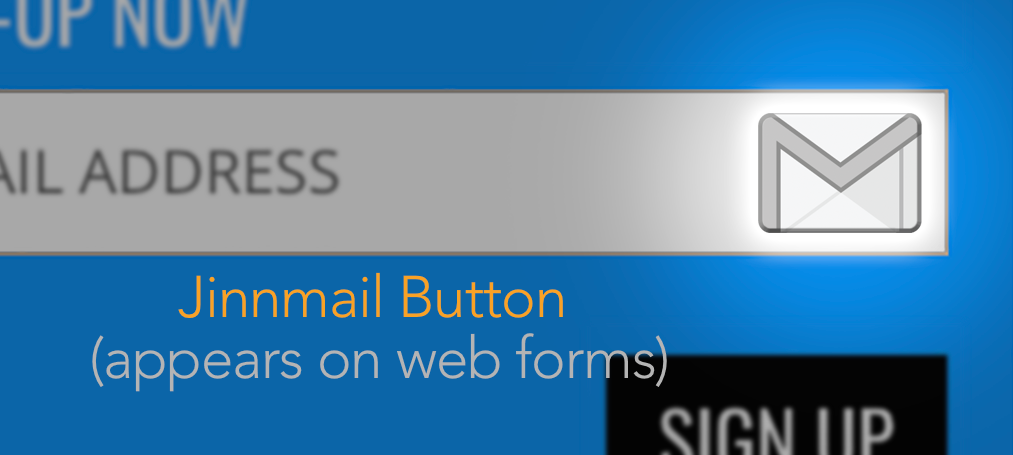 -UP NOW
AIL ADDRESS
Jinnmail Button
(appears on web forms)
SIGN UP